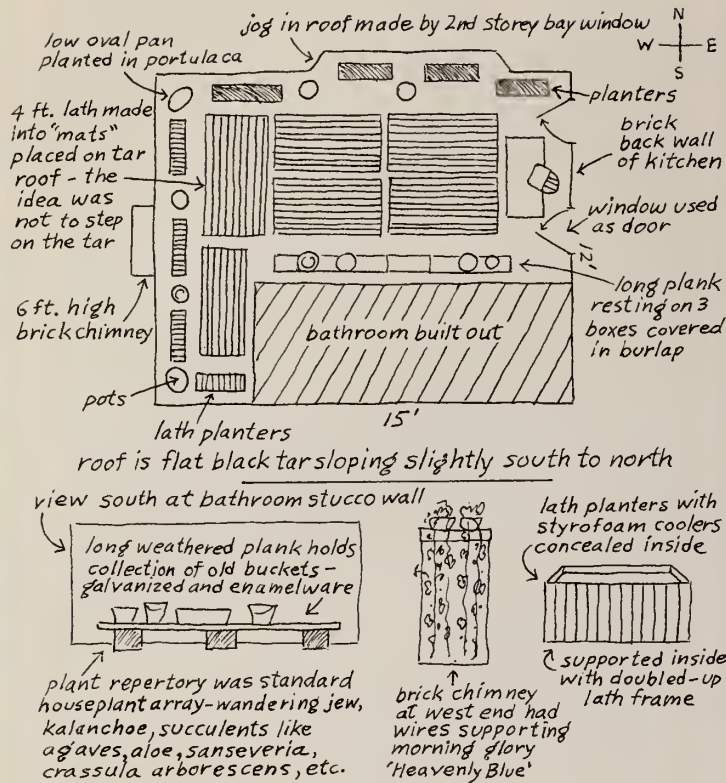 jog in roof made by 2nd storey bay window
N
W E
S
low oval pan
planted in portulaca
4 ft. lath made
into "mats"
placed on tar
roof - the
idea was
not to step
on the tar
6 ft. high
brick chimney
pots
lath planters
planters
brick
back wall
of kitchen
window used
as door
12'
long plank
resting on 3
boxes covered
in burlap
bathroom built out
15'
roof is flat black tar sloping slightly south to north
view south at bathroom stucco wall
long weathered plank holds
collection of old buckets -
galvanized and enamelware
plant repertory was standard
houseplant array-wandering jew,
kalanchoe, succulents like
agaves, aloe, sanseveria,
crassula arborescens, etc.
brick chimney
at west end had
wires supporting
morning glory
'Heavenly Blue'
lath planters with
styrofoam coolers
concealed inside
supported inside
with doubled-up
lath frame